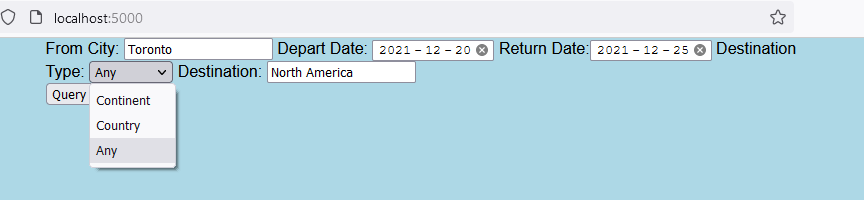 localhost:5000
From City: Toronto Depart Date: 2021-12-20 Return Date: 2021-12-25 Destination
Type: Any Destination: North America
Query
Continent
Country
Any